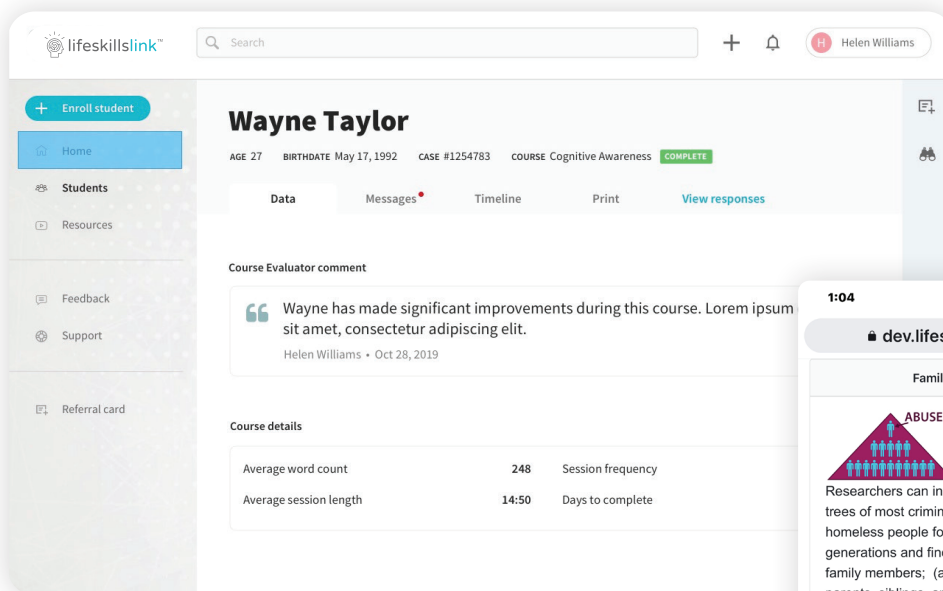 lifeskillslink™
Search
H Helen Williams
Enroll student
Home
Students
Resources
Feedback
Support
Referral card
Wayne Taylor
AGE 27 BIRTHDATE May 17, 1992 CASE #1254783 COURSE Cognitive Awareness COMPLETE
Data Messages Timeline Print View responses
Course Evaluator comment
Wayne has made significant improvements during this course. Lorem ipsum
sit amet, consectetur adipiscing elit.
Helen Williams • Oct 28, 2019
Course details
Average word count 248 Session frequency
Average session length 14:50 Days to complete
1:04
dev.lifes
Famil
ABUSE
Researchers can in
trees of most crimin
homeless people fo
generations and find
family members; (a